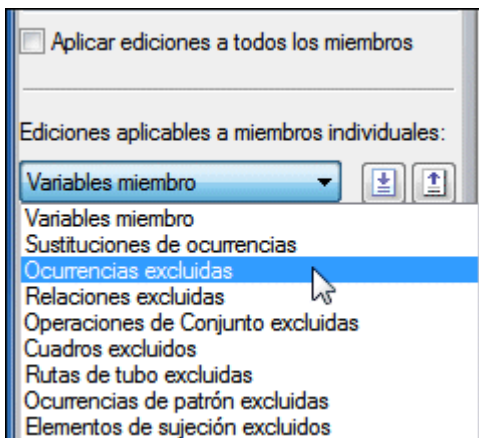 Aplicar ediciones a todos los miembros
Ediciones aplicables a miembros individuales:
Variables miembro
Variables miembro
Sustituciones de ocurrencias
Ocurrencias excluidas
Relaciones excluidas
Operaciones de Conjunto excluidas
Cuadros excluidos
Rutas de tubo excluidas
Ocurrencias de patrón excluidas
Elementos de sujeción excluidos